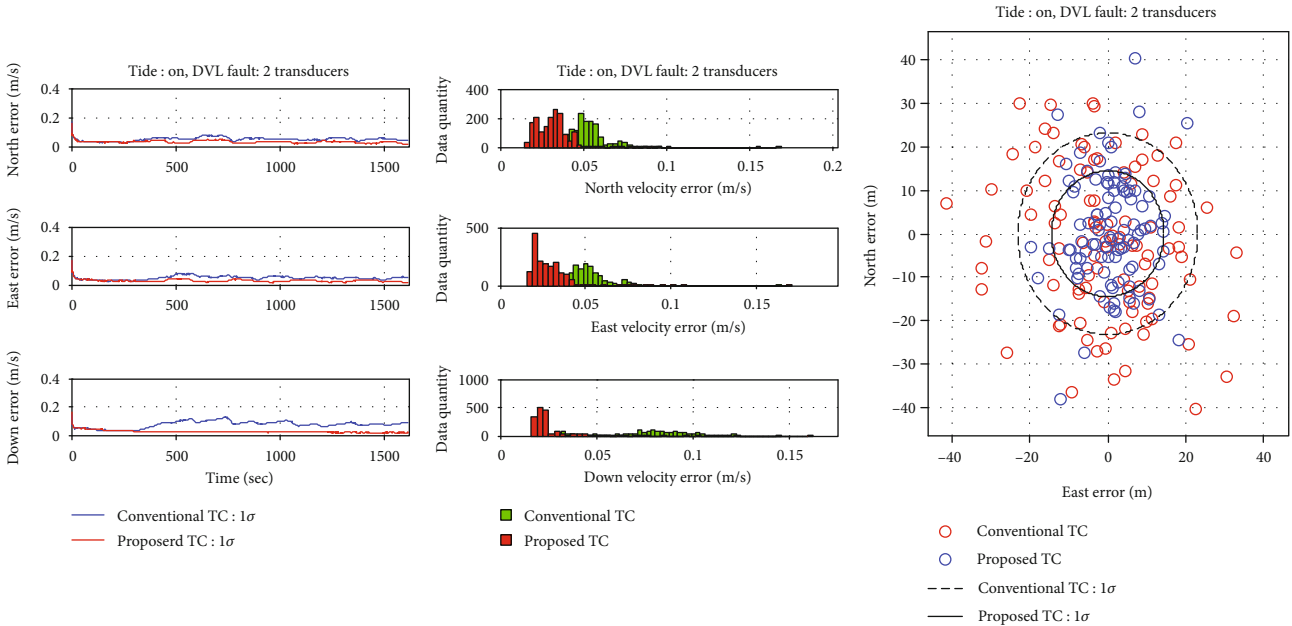 Tide : on, DVL fault: 2 transducers
North error (m/s)
0.4
0.2
0
0
500
1000
1500
East error (m/s)
0.4
0.2
0
0
500
1000
1500
Down error (m/s)
0.4
0.2
0
0
500
1000
1500
Time (sec)
Conventional TC : 1σ
Proposerd TC : 1σ
Tide : on, DVL fault: 2 transducers
Data quantity
400
200
0
0
0.05
0.1
0.15
0.2
North velocity error (m/s)
Data quantity
500
0
0
0.05
0.1
0.15
East velocity error (m/s)
Data quantity
1000
500
0
0
0.05
0.1
0.15
Down velocity error (m/s)
Conventional TC
Proposed TC
Tide : on, DVL fault: 2 transducers
North error (m)
40
30
20
10
0
−10
−20
−30
−40
−40
−20
0
20
40
East error (m)
Conventional TC
Proposed TC
Conventional TC : 1σ
Proposed TC : 1σ